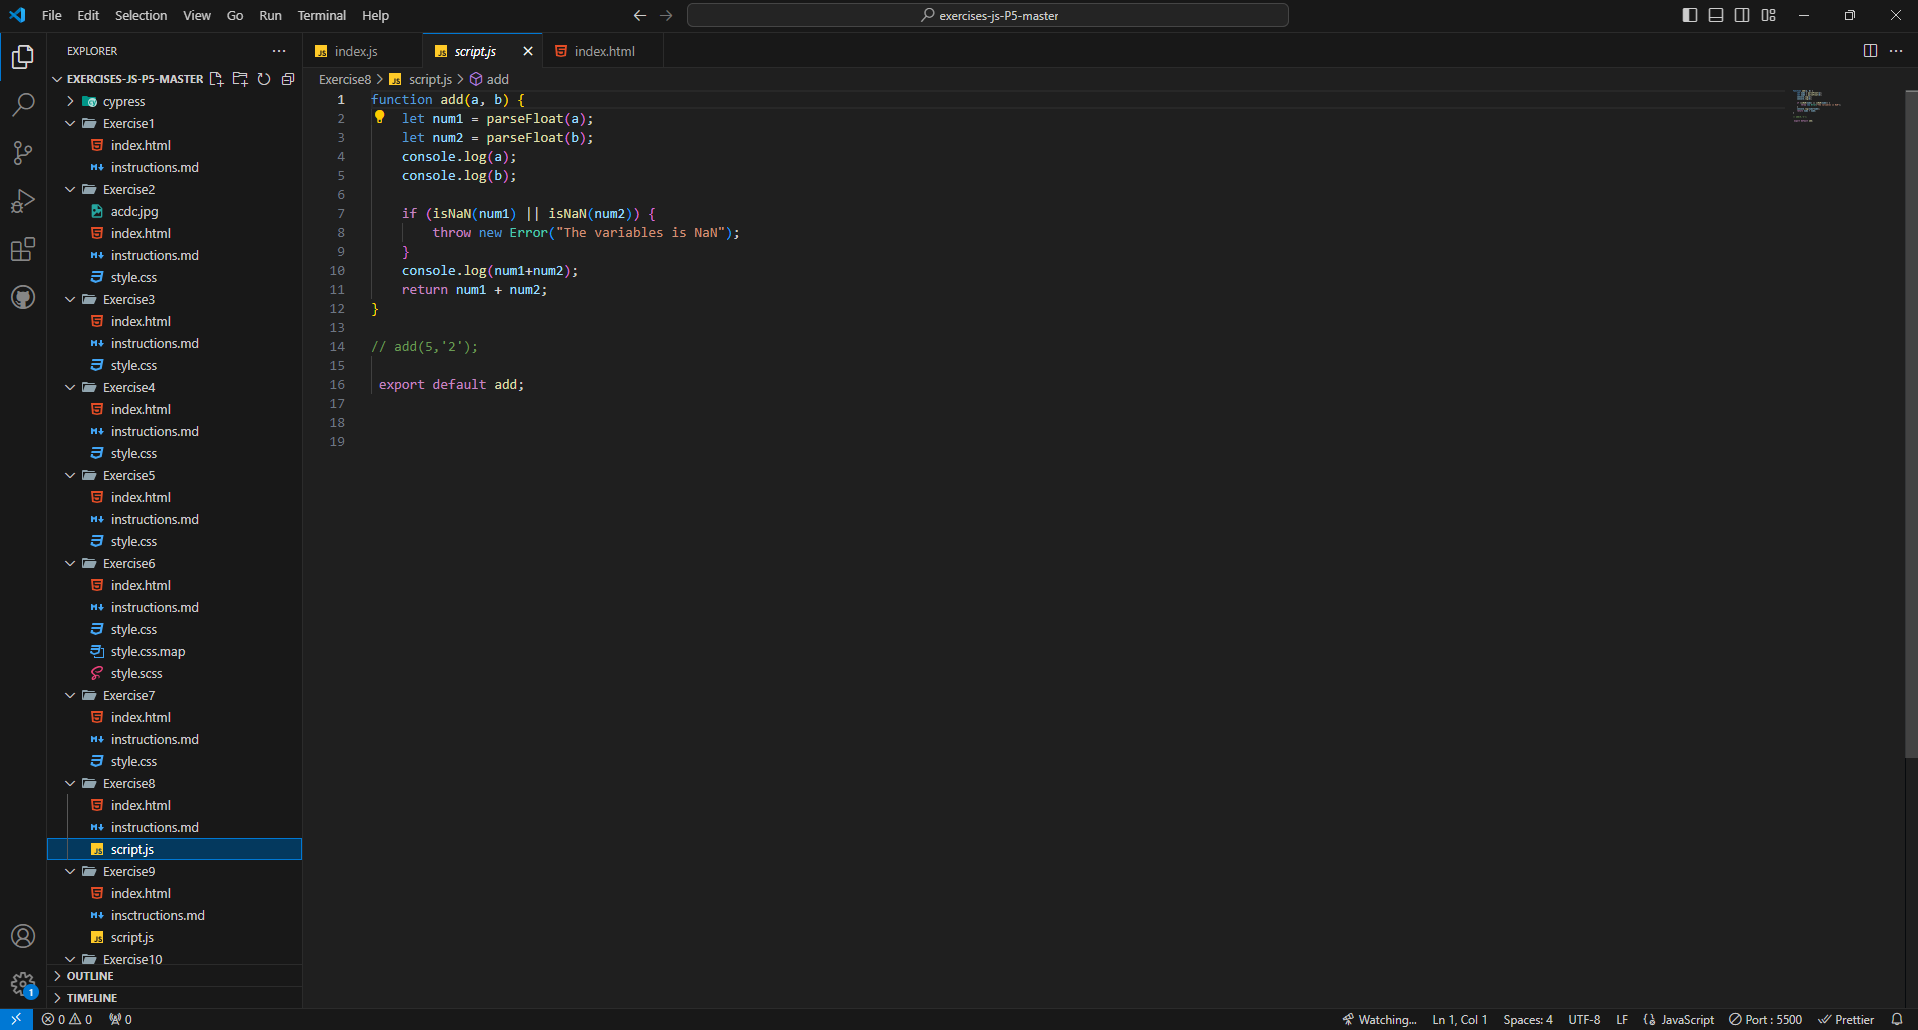 File Edit Selection View Go Run Terminal Help
exercises-js-P5-master
EXPLORER
EXERCISES-JS-P5-MASTER
cypress
Exercise1
index.html
instructions.md
Exercise2
acdc.jpg
index.html
instructions.md
style.css
Exercise3
index.html
instructions.md
style.css
Exercise4
index.html
instructions.md
style.css
Exercise5
index.html
instructions.md
style.css
Exercise6
index.html
instructions.md
style.css
style.css.map
style.scss
Exercise7
index.html
instructions.md
style.css
Exercise8
index.html
instructions.md
script.js
Exercise9
index.html
insctructions.md
script.js
Exercise10
OUTLINE
TIMELINE
index.js script.js index.html
Exercise8 > script.js > add
1 function add(a, b) {
2 let num1 = parseFloat(a);
3 let num2 = parseFloat(b);
4 console.log(a);
5 console.log(b);
6
7 if (isNaN(num1) || isNaN(num2)) {
8 throw new Error("The variables is NaN");
9 }
10 console.log(num1+num2);
11 return num1 + num2;
12 }
13
14 // add(5,'2');
15
16 export default add;
17
18
19
1
0 0 0 Watching... Ln 1, Col 1 Spaces: 4 UTF-8 LF {} JavaScript Port : 5500 Prettier